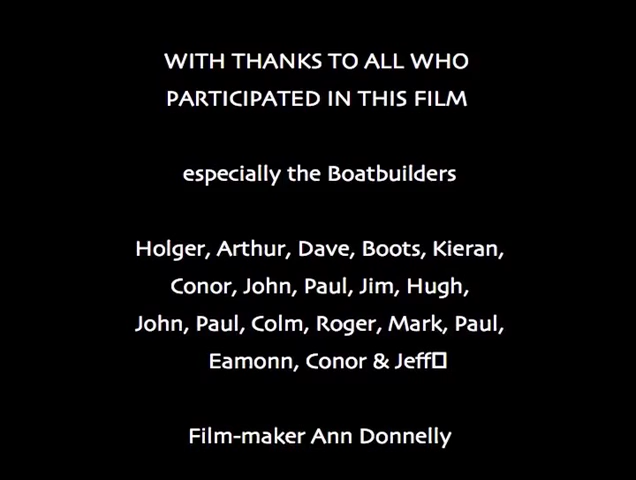 WITH THANKS TO ALL WHO
PARTICIPATED IN THIS FILM
especially the Boatbuilders
Holger, Arthur, Dave, Boots, Kieran,
Conor, John, Paul, Jim, Hugh,
John, Paul, Colm, Roger, Mark, Paul,
Eamonn, Conor & Jeff□
Film-maker Ann Donnelly